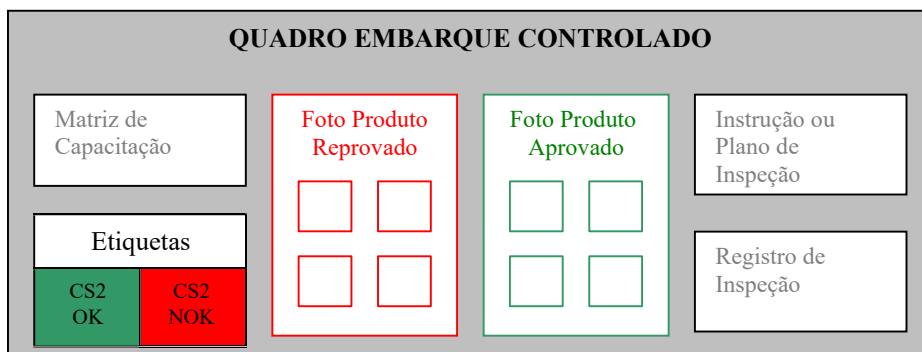 QUADRO EMBARQUE CONTROLADO
Matriz de
Capacitação
Etiquetas
CS2
OK
CS2
NOK
Foto Produto
Reprovado
Foto Produto
Aprovado
Instrução ou
Plano de
Inspeção
Registro de
Inspeção